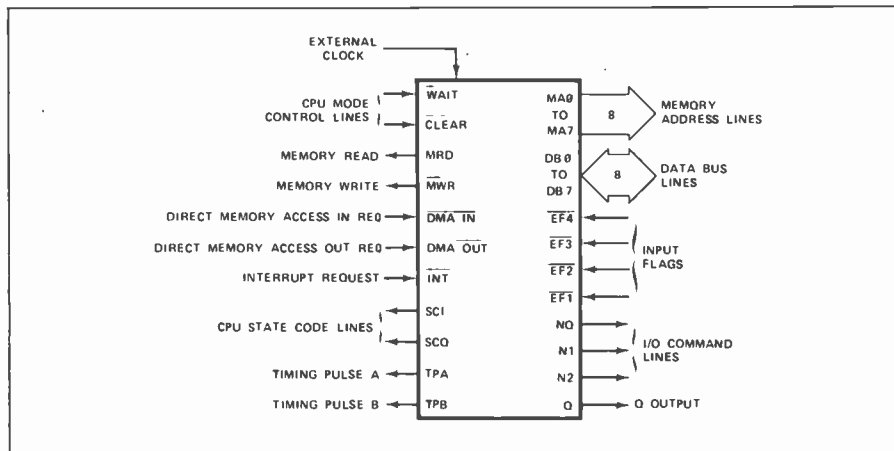 EXTERNAL
CLOCK
CPU MODE
CONTROL LINES
MEMORY READ
MEMORY WRITE
DIRECT MEMORY ACCESS IN REQ
DIRECT MEMORY ACCESS OUT REQ
INTERRUPT REQUEST
CPU STATE CODE LINES
TIMING PULSE A
TIMING PULSE B
WAIT
CLEAR
MRD
MWR
DMA IN
DMA OUT
INT
SCI
SCQ
TPA
TPB
MA0
TO
MA7
DB0
TO
DB7
EF4
EF3
EF2
EF1
NQ
N1
N2
Q
8
MEMORY
ADDRESS LINES
8
DATA BUS
LINES
INPUT
FLAGS
I/O COMMAND
LINES
Q OUTPUT